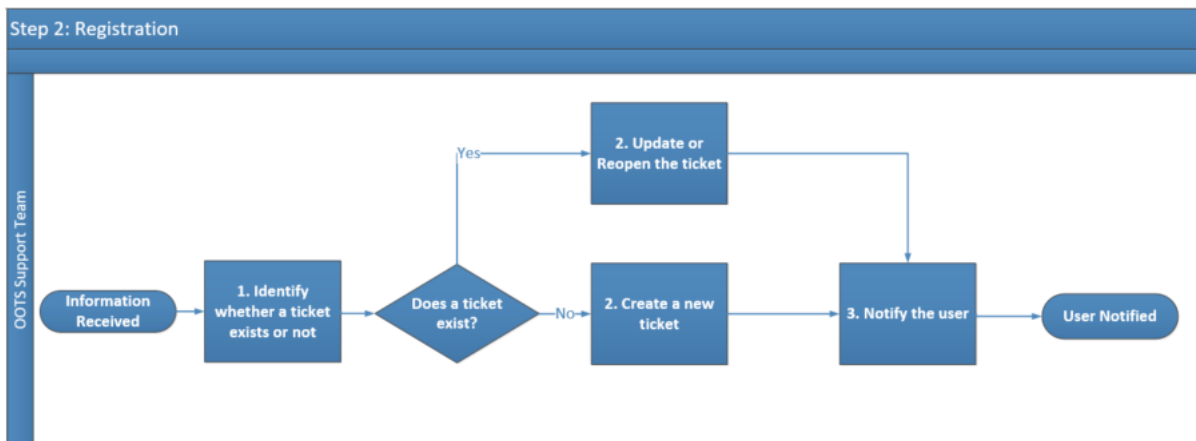 Step 2: Registration
OOTS Support Team
Information
Received
1. Identify
whether a ticket
exists or not
Does a ticket
exist?
Yes
2. Update or
Reopen the ticket
No
2. Create a new
ticket
3. Notify the user
User Notified